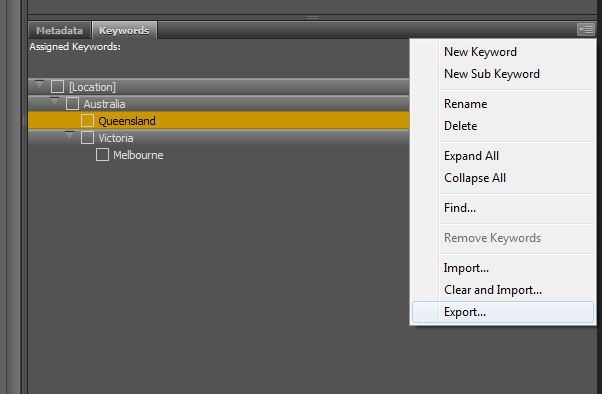 Metadata
Keywords
Assigned Keywords:
[Location]
Australia
Queensland
Victoria
Melbourne
New Keyword
New Sub Keyword
Rename
Delete
Expand All
Collapse All
Find...
Remove Keywords
Import...
Clear and Import...
Export...